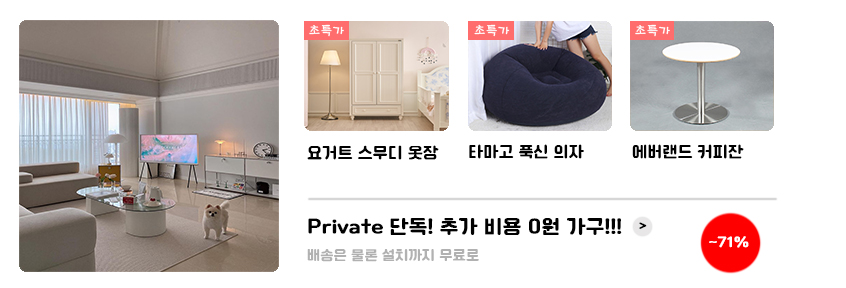 초특가
초특가
초특가
요거트 스무디 옷장
타마고 푹신 의자
에버랜드 커피잔
Private 단독! 추가 비용 0원 가구!!! >
배송은 물론 설치까지 무료로
-71%